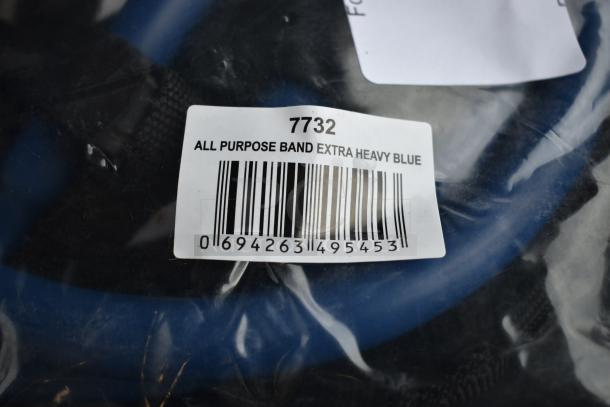 7732
ALL PURPOSE BAND EXTRA HEAVY BLUE
0 694263 495453